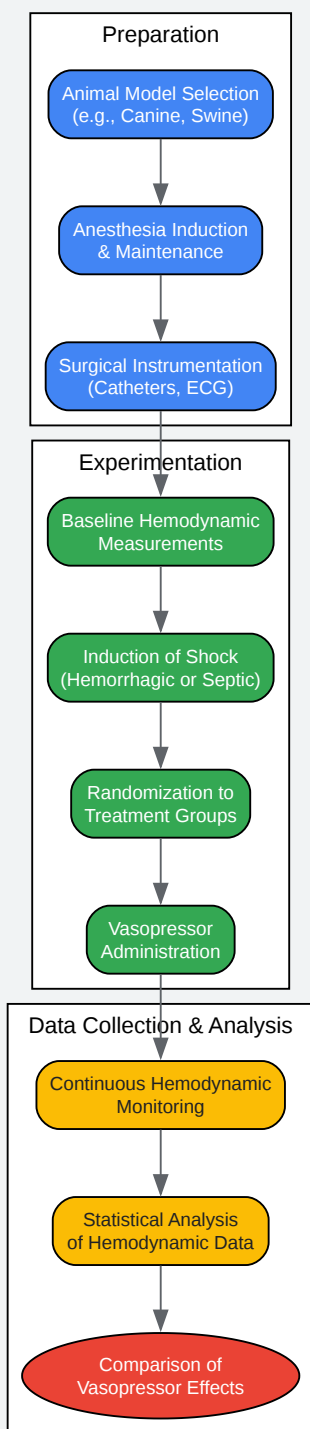 Preparation
Animal Model Selection
(e.g., Canine, Swine)
Anesthesia Induction
& Maintenance
Surgical Instrumentation
(Catheters, ECG)
Experimentation
Baseline Hemodynamic
Measurements
Induction of Shock
(Hemorrhagic or Septic)
Randomization to
Treatment Groups
Vasopressor
Administration
Data Collection & Analysis
Continuous Hemodynamic
Monitoring
Statistical Analysis
of Hemodynamic Data
Comparison of
Vasopressor Effects